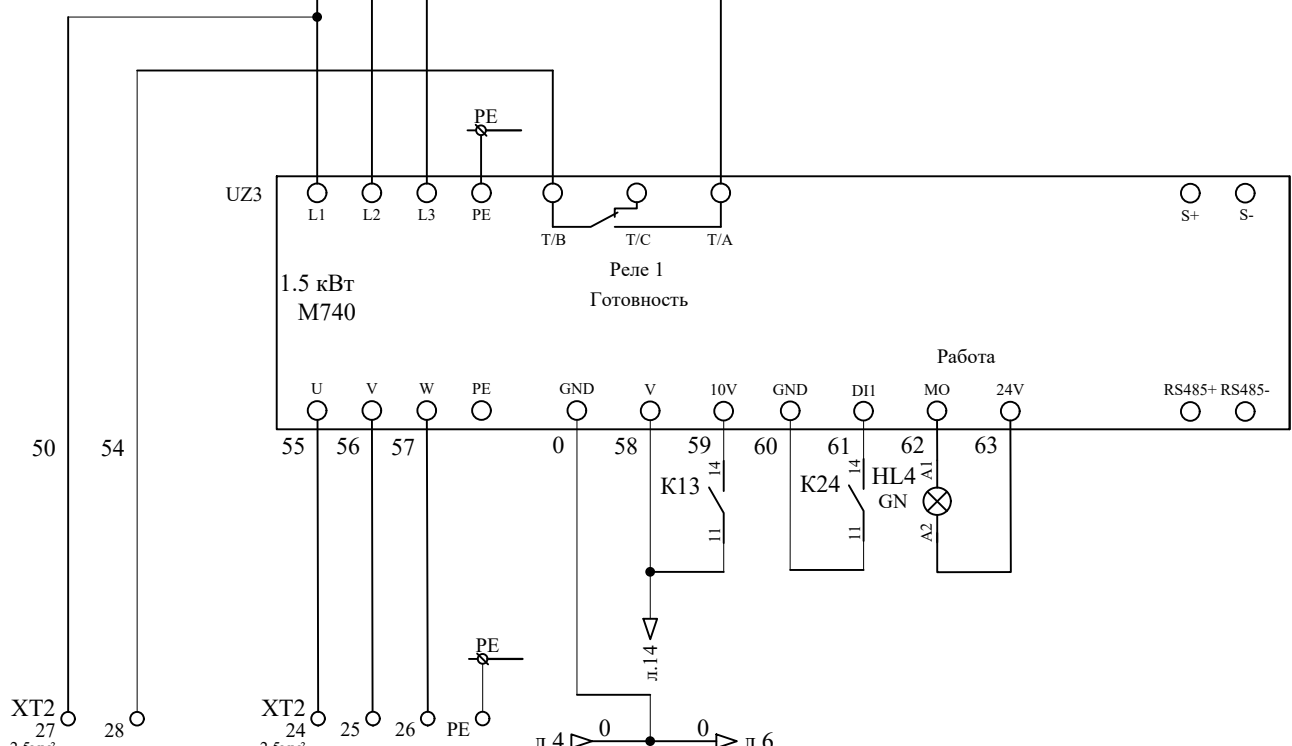 PE
UZ3
L1 L2 L3 PE
T/B T/C T/A
S+ S-
Реле 1
Готовность
1.5 кВт
M740
Работа
U V W PE GND V 10V GND DI1 MO 24V RS485+ RS485-
50 54 55 56 57 0 58 59 60 61 62 63
К13 14 11
К24 14 11
HL4 A1
GN
A2
л.14
PE
XT2 XT2
27 28 24 25 26 PE
л.4 0 0 л.6